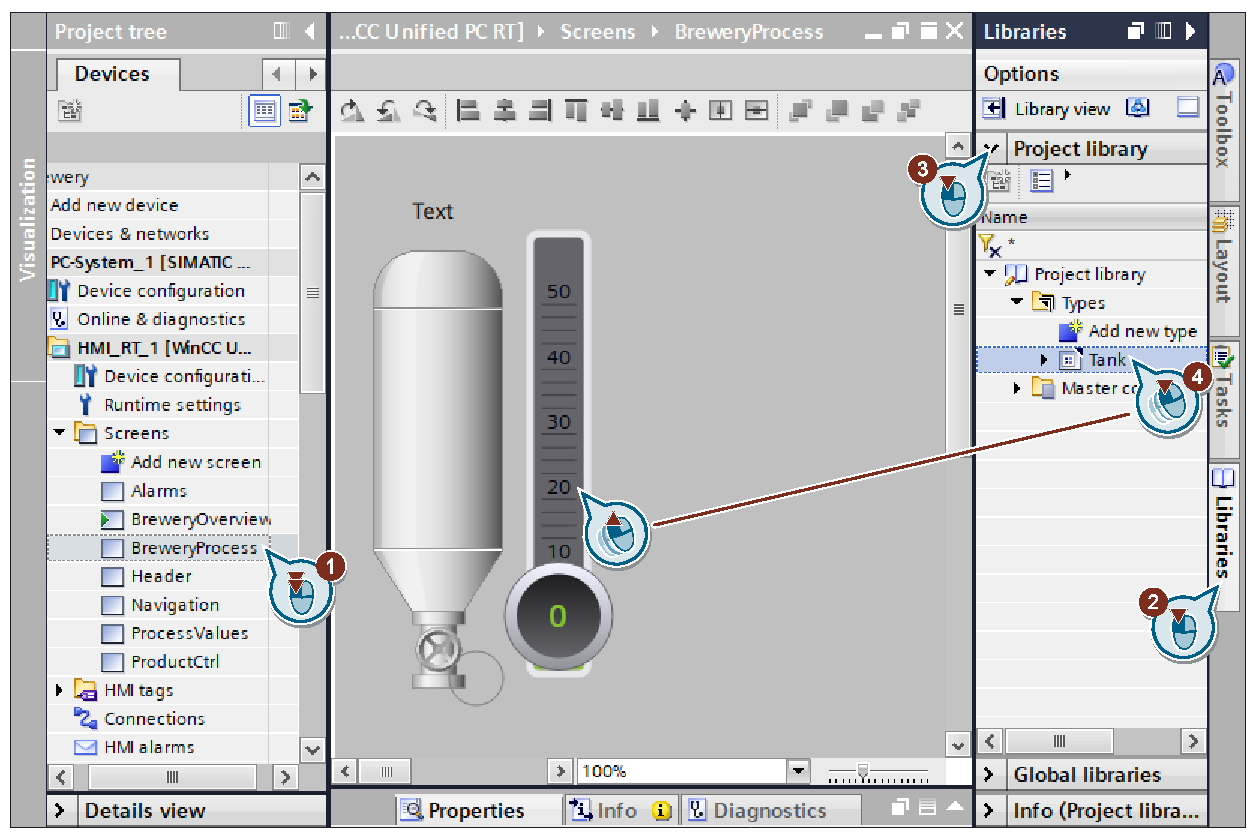 Project tree
Devices
Visualization
wery
Add new device
Devices & networks
PC-System_1 [SIMATIC ...
Device configuration
Online & diagnostics
HMI_RT_1 [WinCC U...
Device configurati...
Runtime settings
Screens
Add new screen
Alarms
BreweryOverview
BreweryProcess
1
Header
Navigation
ProcessValues
ProductCtrl
HMI tags
Connections
HMI alarms
Details view
...CC Unified PC RT] Screens BreweryProcess
Text
50
40
30
20
10
0
100%
Properties
Info
Diagnostics
Libraries
Options
Library view
Project library
3
Name
*
Project library
Types
Add new type
Tank
4
Master co
2
Global libraries
Info (Project libra...
Toolbox
Layout
Tasks
Libraries